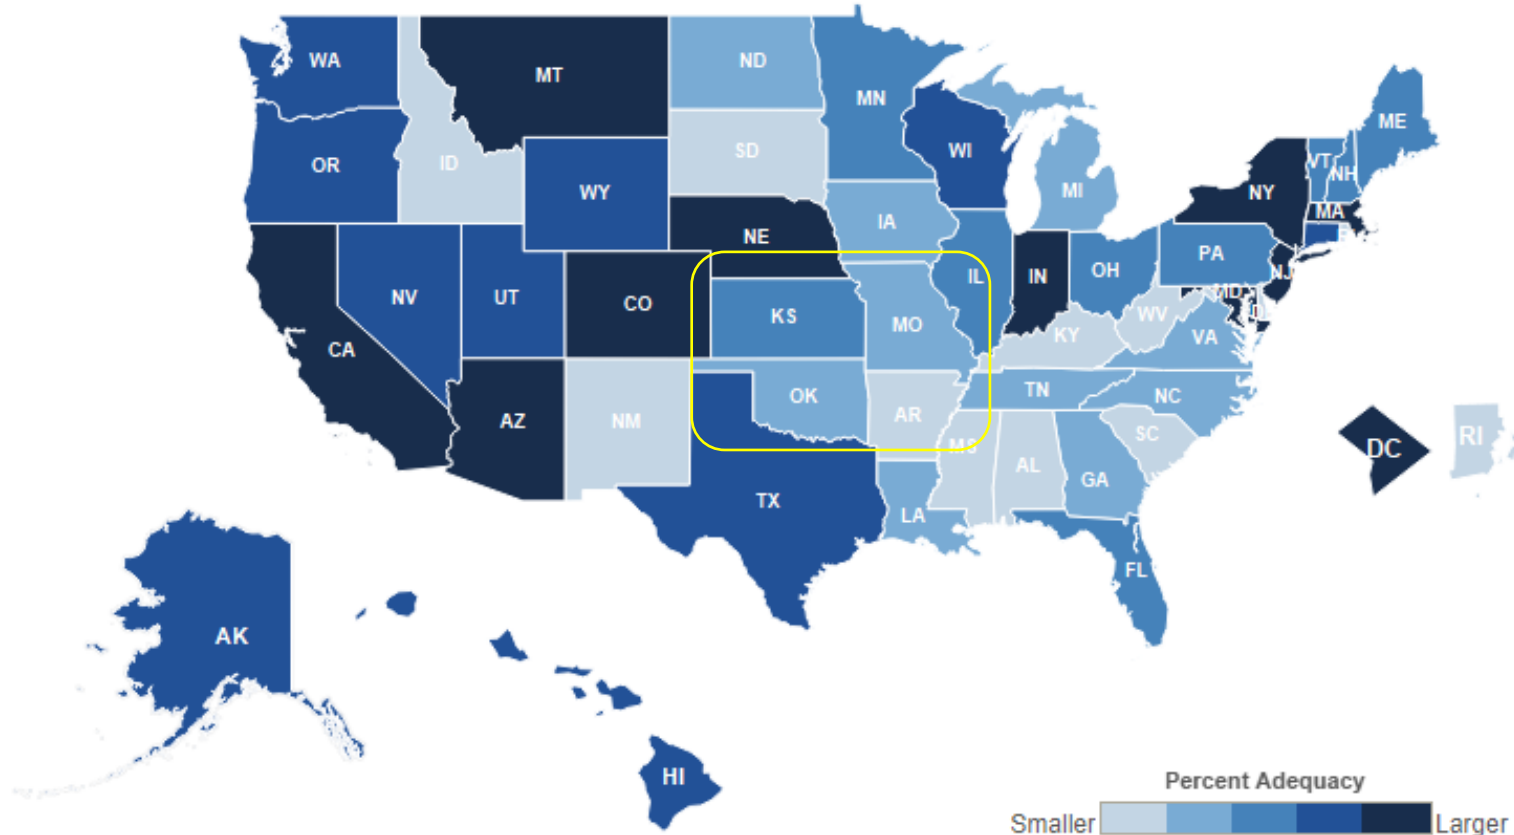 WA
MT
ND
MN
ME
OR
ID
SD
WI
VT
NH
WY
MI
NY
MA
NE
IA
PA
NV
UT
CO
KS
MO
IL
IN
OH
NJ
MD
WV
VA
KY
CA
AZ
NM
OK
AR
TN
NC
SC
MS
AL
GA
TX
LA
FL
DC
RI
AK
HI
Percent Adequacy
Smaller
Larger